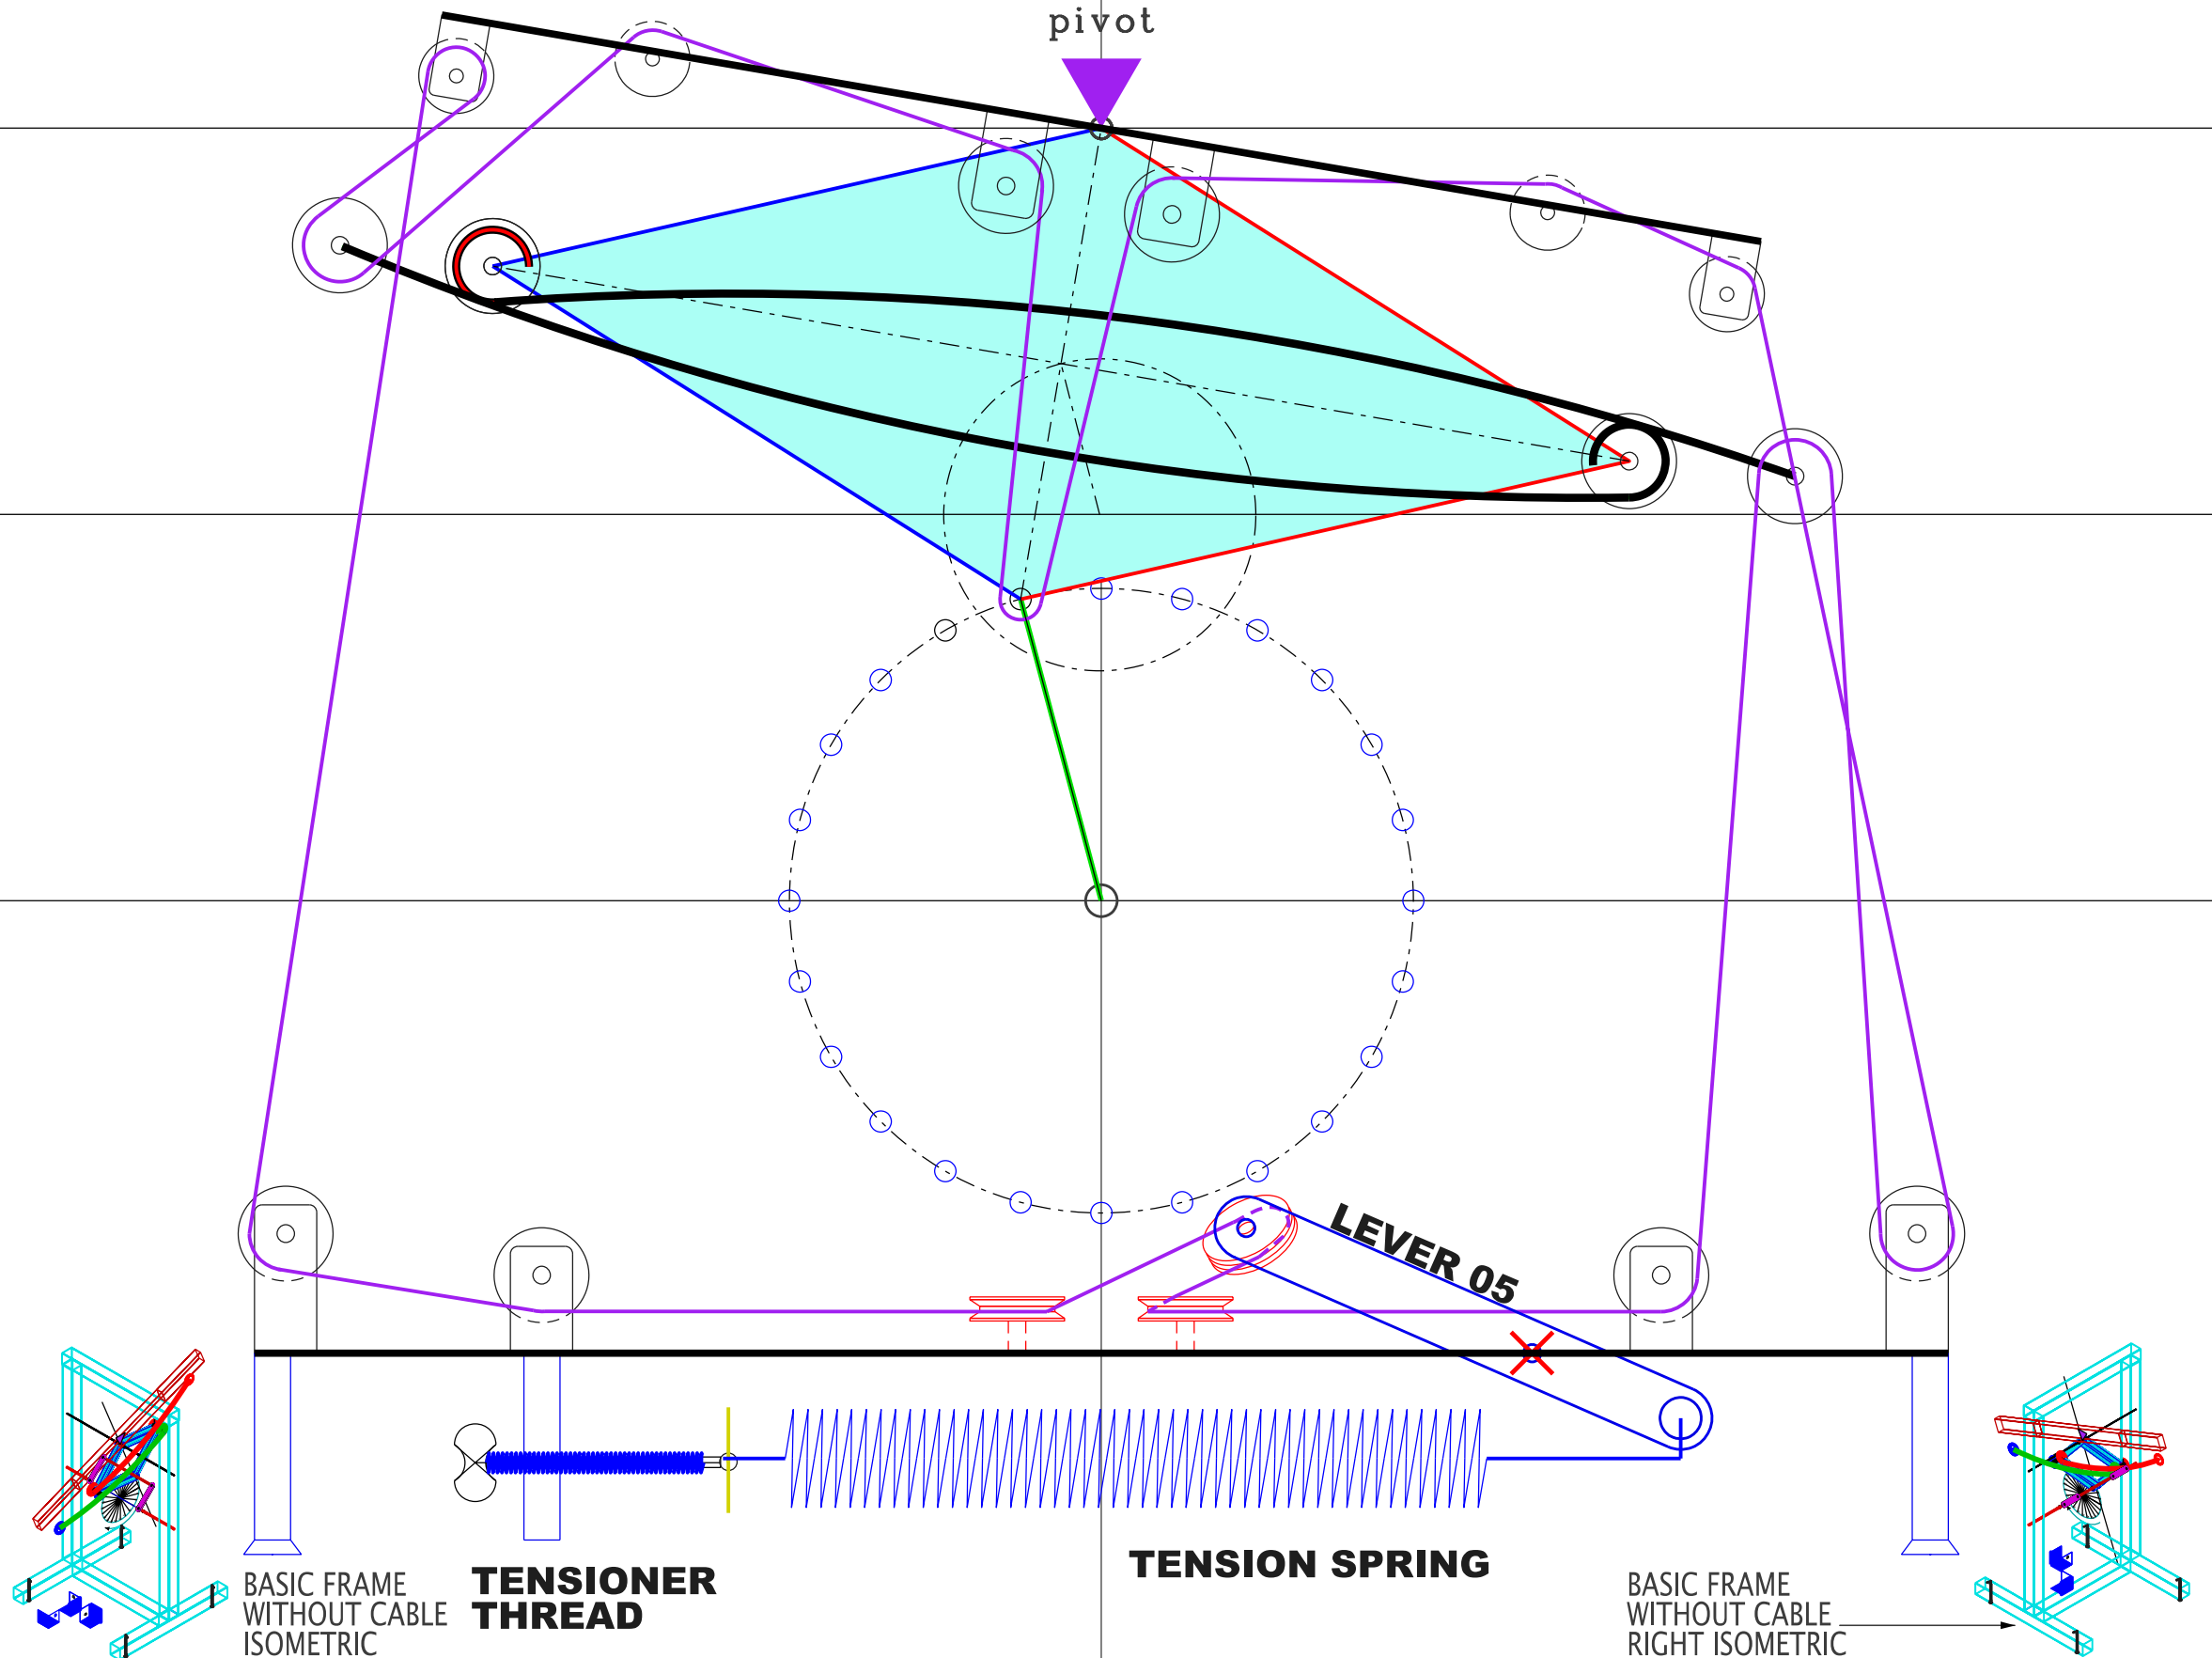 pivot
LEVER 05
TENSION SPRING
TENSIONER
THREAD
BASIC FRAME
WITHOUT CABLE
ISOMETRIC
BASIC FRAME
WITHOUT CABLE
RIGHT ISOMETRIC